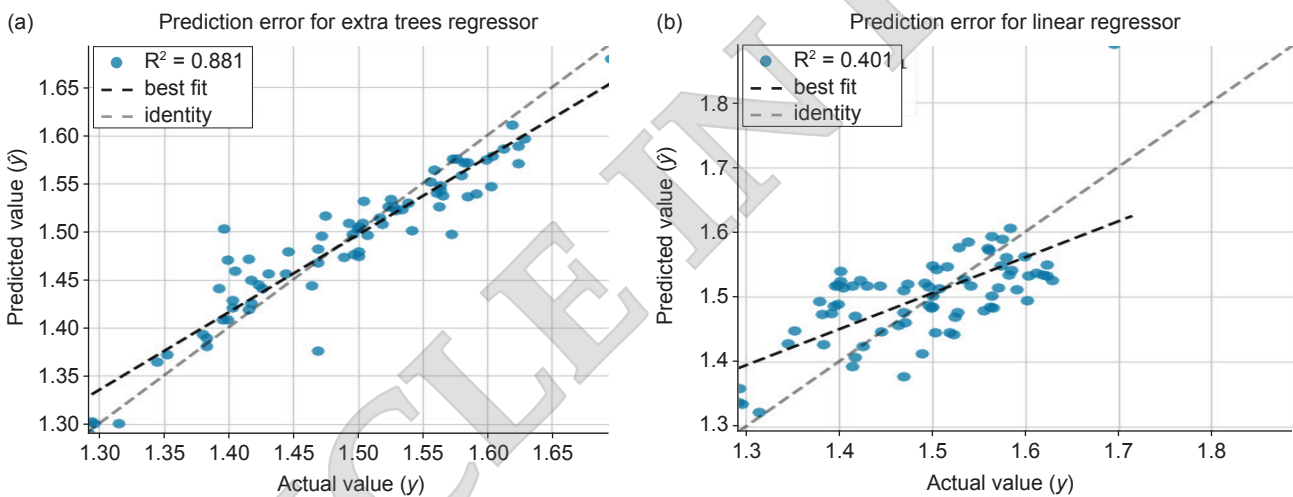 (a) Prediction error for extra trees regressor
R² = 0.881
best fit
identity
Predicted value (ŷ)
1.65
1.60
1.55
1.50
1.45
1.40
1.35
1.30
1.30 1.35 1.40 1.45 1.50 1.55 1.60 1.65
Actual value (y)
(b) Prediction error for linear regressor
R² = 0.401
best fit
identity
Predicted value (ŷ)
1.8
1.7
1.6
1.5
1.4
1.3
1.3 1.4 1.5 1.6 1.7 1.8
Actual value (y)
CLE IN